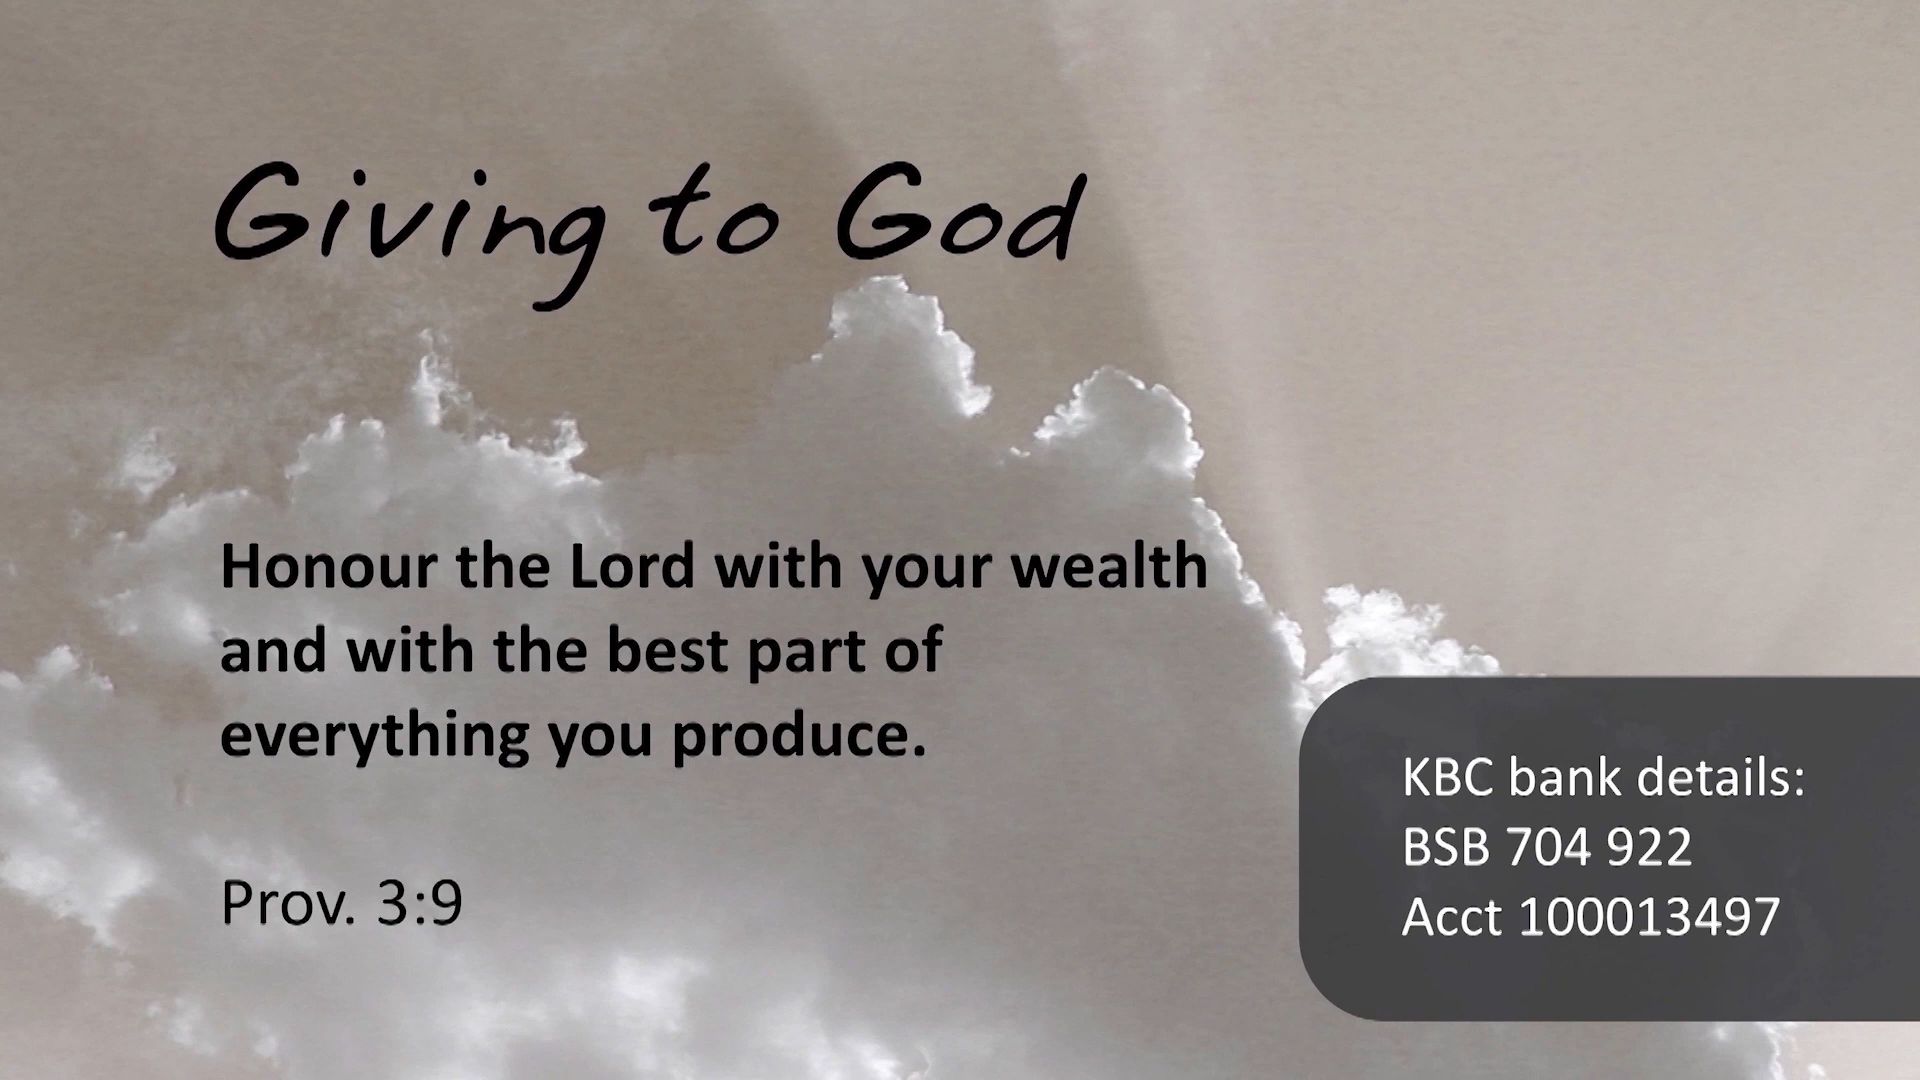 Giving to God
Honour the Lord with your wealth
and with the best part of
everything you produce.
Prov. 3:9
KBC bank details:
BSB 704 922
Acct 100013497